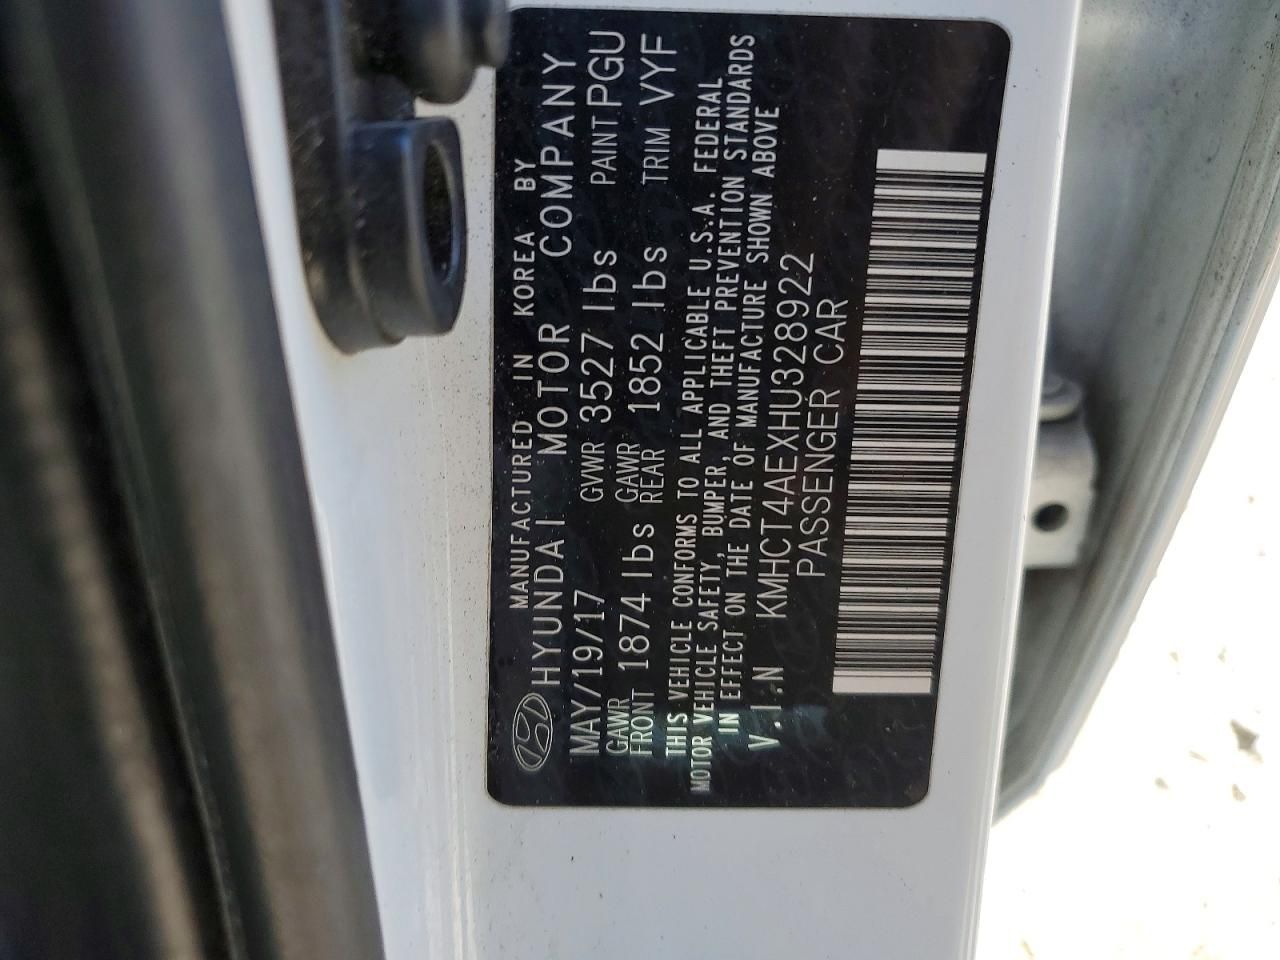 MANUFACTURED IN KOREA BY
HYUNDAI MOTOR COMPANY
MAY/19/17 GVWR 3527 lbs PAINT PGU
GAWR FRONT 1874 lbs GAWR REAR 1852 lbs TRIM VYF
THIS VEHICLE CONFORMS TO ALL APPLICABLE U.S.A. FEDERAL
MOTOR VEHICLE SAFETY, BUMPER, AND THEFT PREVENTION STANDARDS
IN EFFECT ON THE DATE OF MANUFACTURE SHOWN ABOVE
V.I.N KMHCT4AEXHU328922
PASSENGER CAR